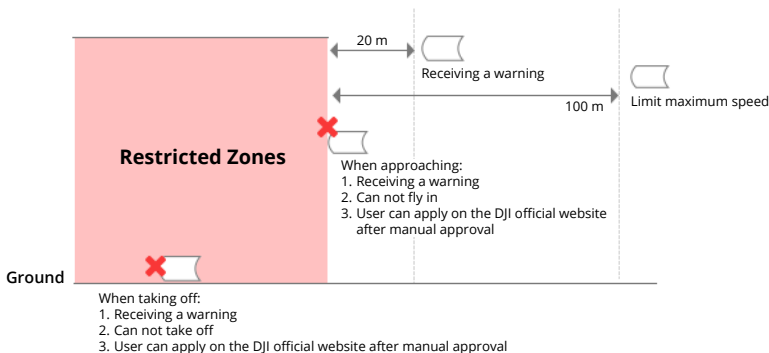 20 m
Receiving a warning
100 m
Limit maximum speed
Restricted Zones
When approaching:
1. Receiving a warning
2. Can not fly in
3. User can apply on the DJI official website
after manual approval
Ground
When taking off:
1. Receiving a warning
2. Can not take off
3. User can apply on the DJI official website after manual approval